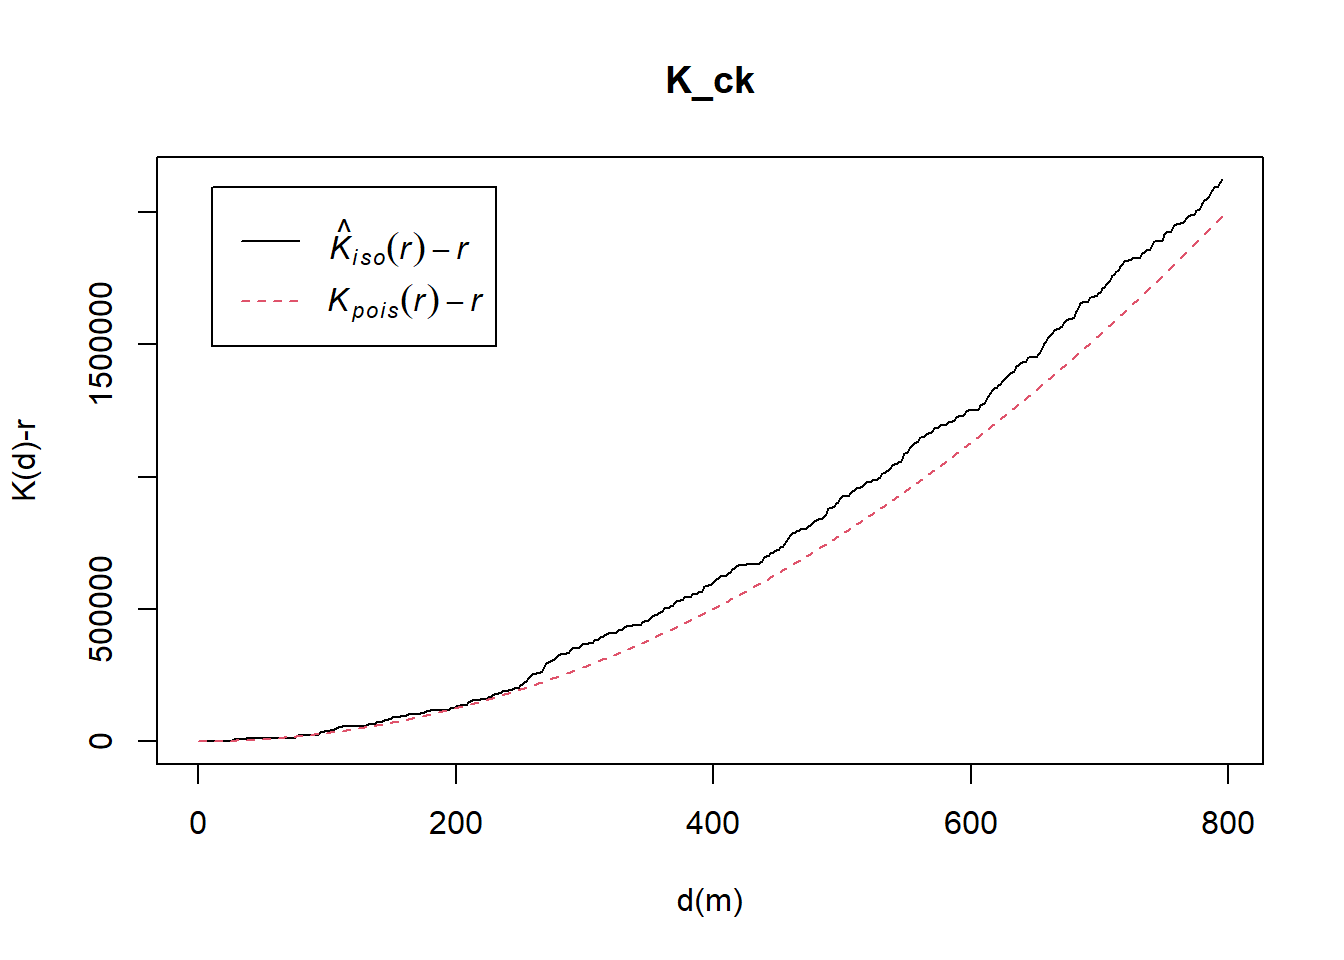 K_ck
K̂iso(r) − r
Kpois(r) − r
K(d)-r
0 500000 1500000
0 200 400 600 800
d(m)